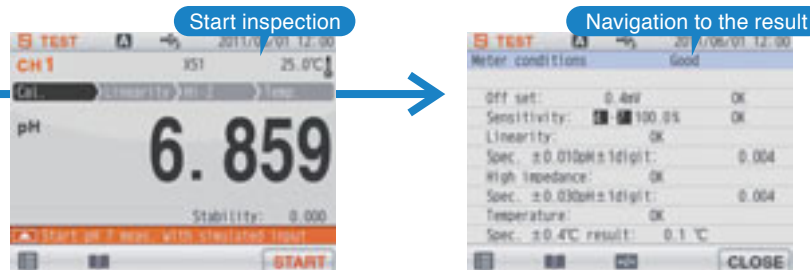 Start inspection
TEST A 2011/06/01 12:00
CH1 XS1 25.0℃
Cal. Linearity Hi-Z Temp.
pH 6.859
Stability: 0.000
Start pH 7 meas. with simulated input
START
Navigation to the result
TEST A 2011/06/01 12:00
Meter conditions Good
Off set: 0.4mV OK
Sensitivity: 100.0% OK
Linearity: OK
Spec. ±0.010pH±1digit: 0.004
High impedance: OK
Spec. ±0.030pH±1digit: 0.004
Temperature: OK
Spec. ±0.4℃ result: 0.1 ℃
CLOSE